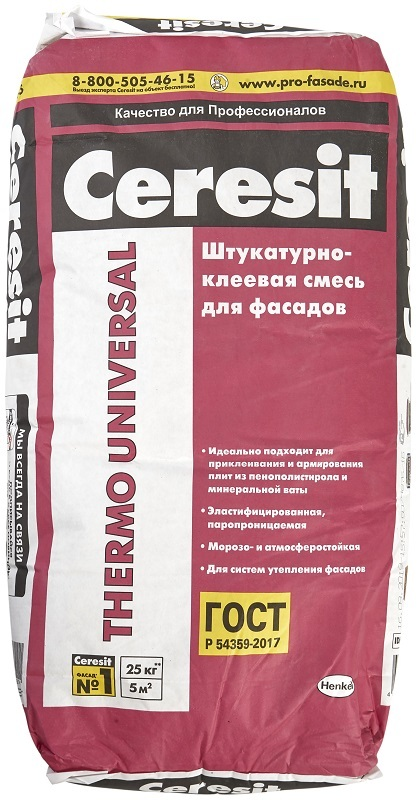 8-800-505-46-15
Выезд эксперта Ceresit на объект бесплатно!
www.pro-fasade.ru
Качество для Профессионалов
Ceresit
Ceresit
THERMO UNIVERSAL
Штукатурно-
клеевая смесь
для фасадов
• Идеально подходит для
приклеивания и армирования
плит из пенополистирола и
минеральной ваты
• Эластифицированная,
паропроницаемая
• Морозо- и атмосферостойкая
• Для систем утепления фасадов
МЫ ВСЕГДА НА СВЯЗИ
ГОСТ
Р 54359-2017
Ceresit
ФАСАД
№1
25 кг**
5 м²
Henkel